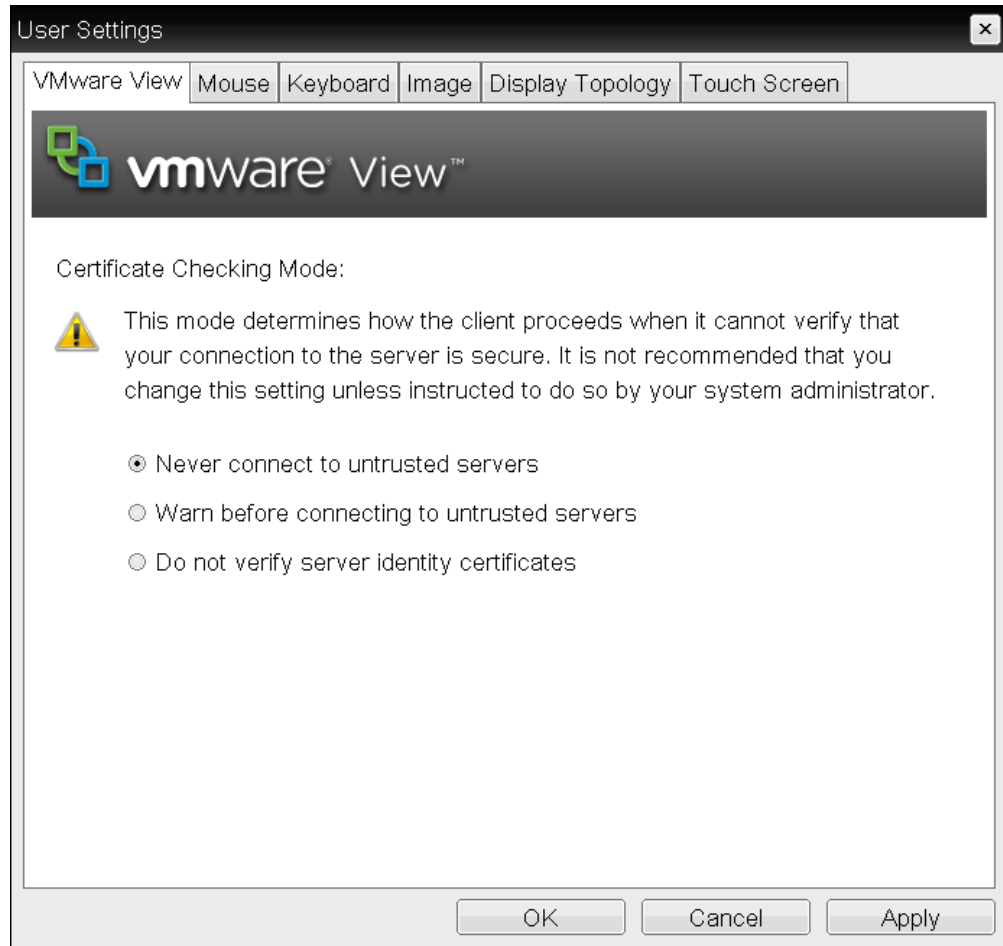 User Settings
VMware View Mouse Keyboard Image Display Topology Touch Screen
vmware® View™
Certificate Checking Mode:
This mode determines how the client proceeds when it cannot verify that
your connection to the server is secure. It is not recommended that you
change this setting unless instructed to do so by your system administrator.
Never connect to untrusted servers
Warn before connecting to untrusted servers
Do not verify server identity certificates
OK Cancel Apply